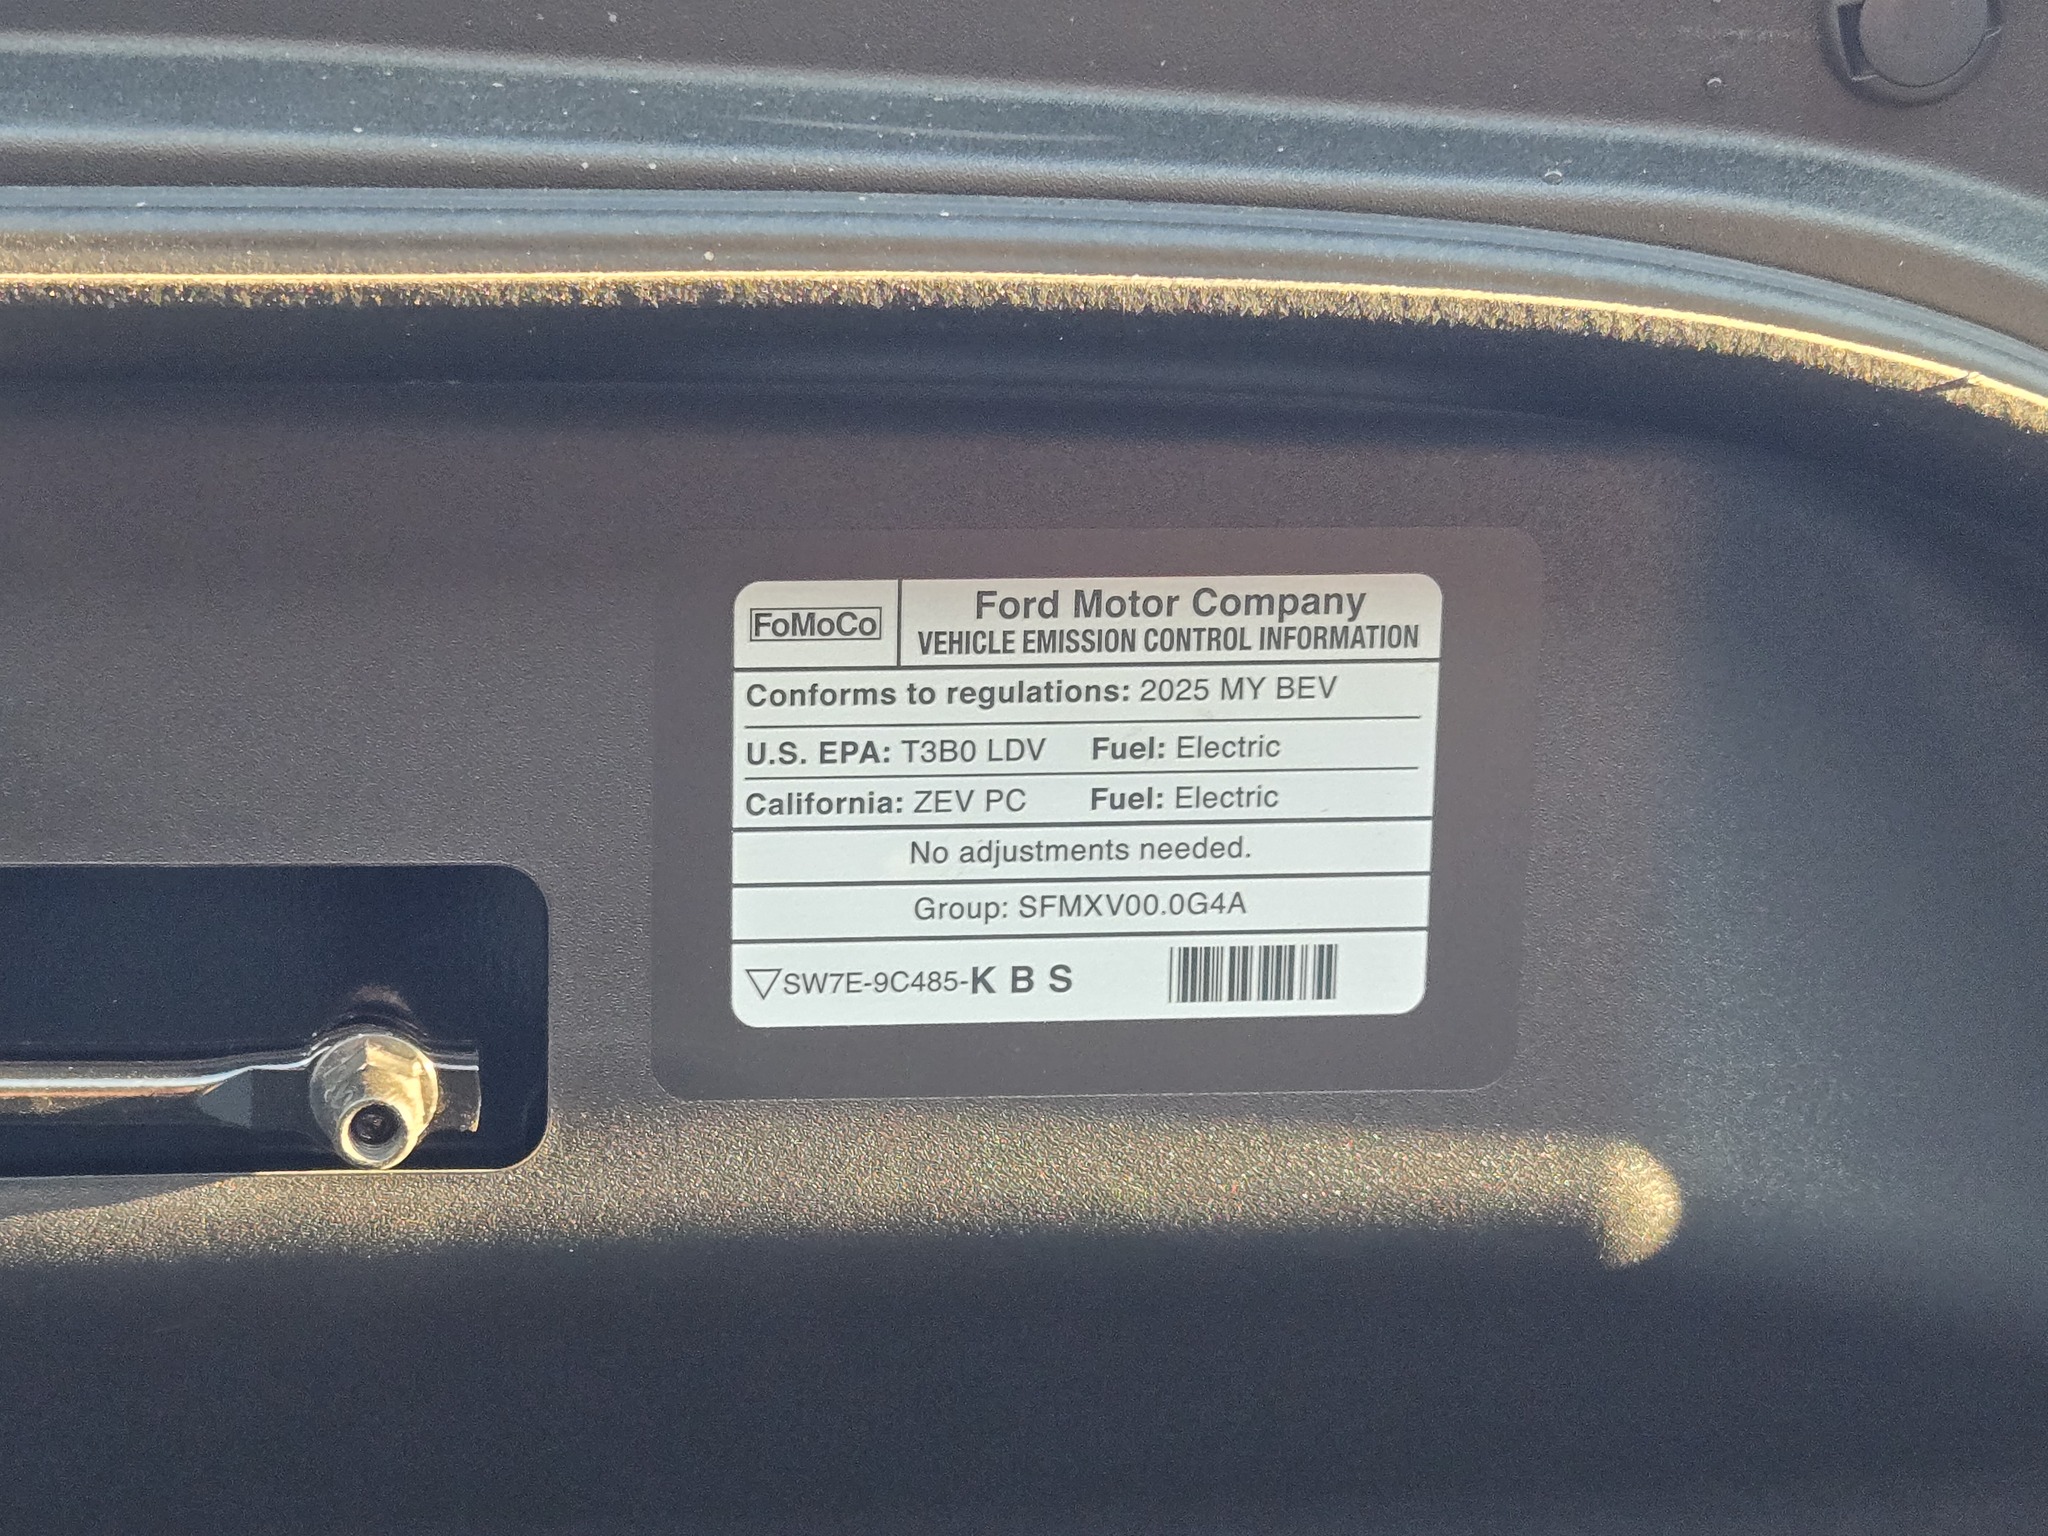 FoMoCo
Ford Motor Company
VEHICLE EMISSION CONTROL INFORMATION
Conforms to regulations: 2025 MY BEV
U.S. EPA: T3B0 LDV Fuel: Electric
California: ZEV PC Fuel: Electric
No adjustments needed.
Group: SFMXV00.0G4A
SW7E-9C485-K B S